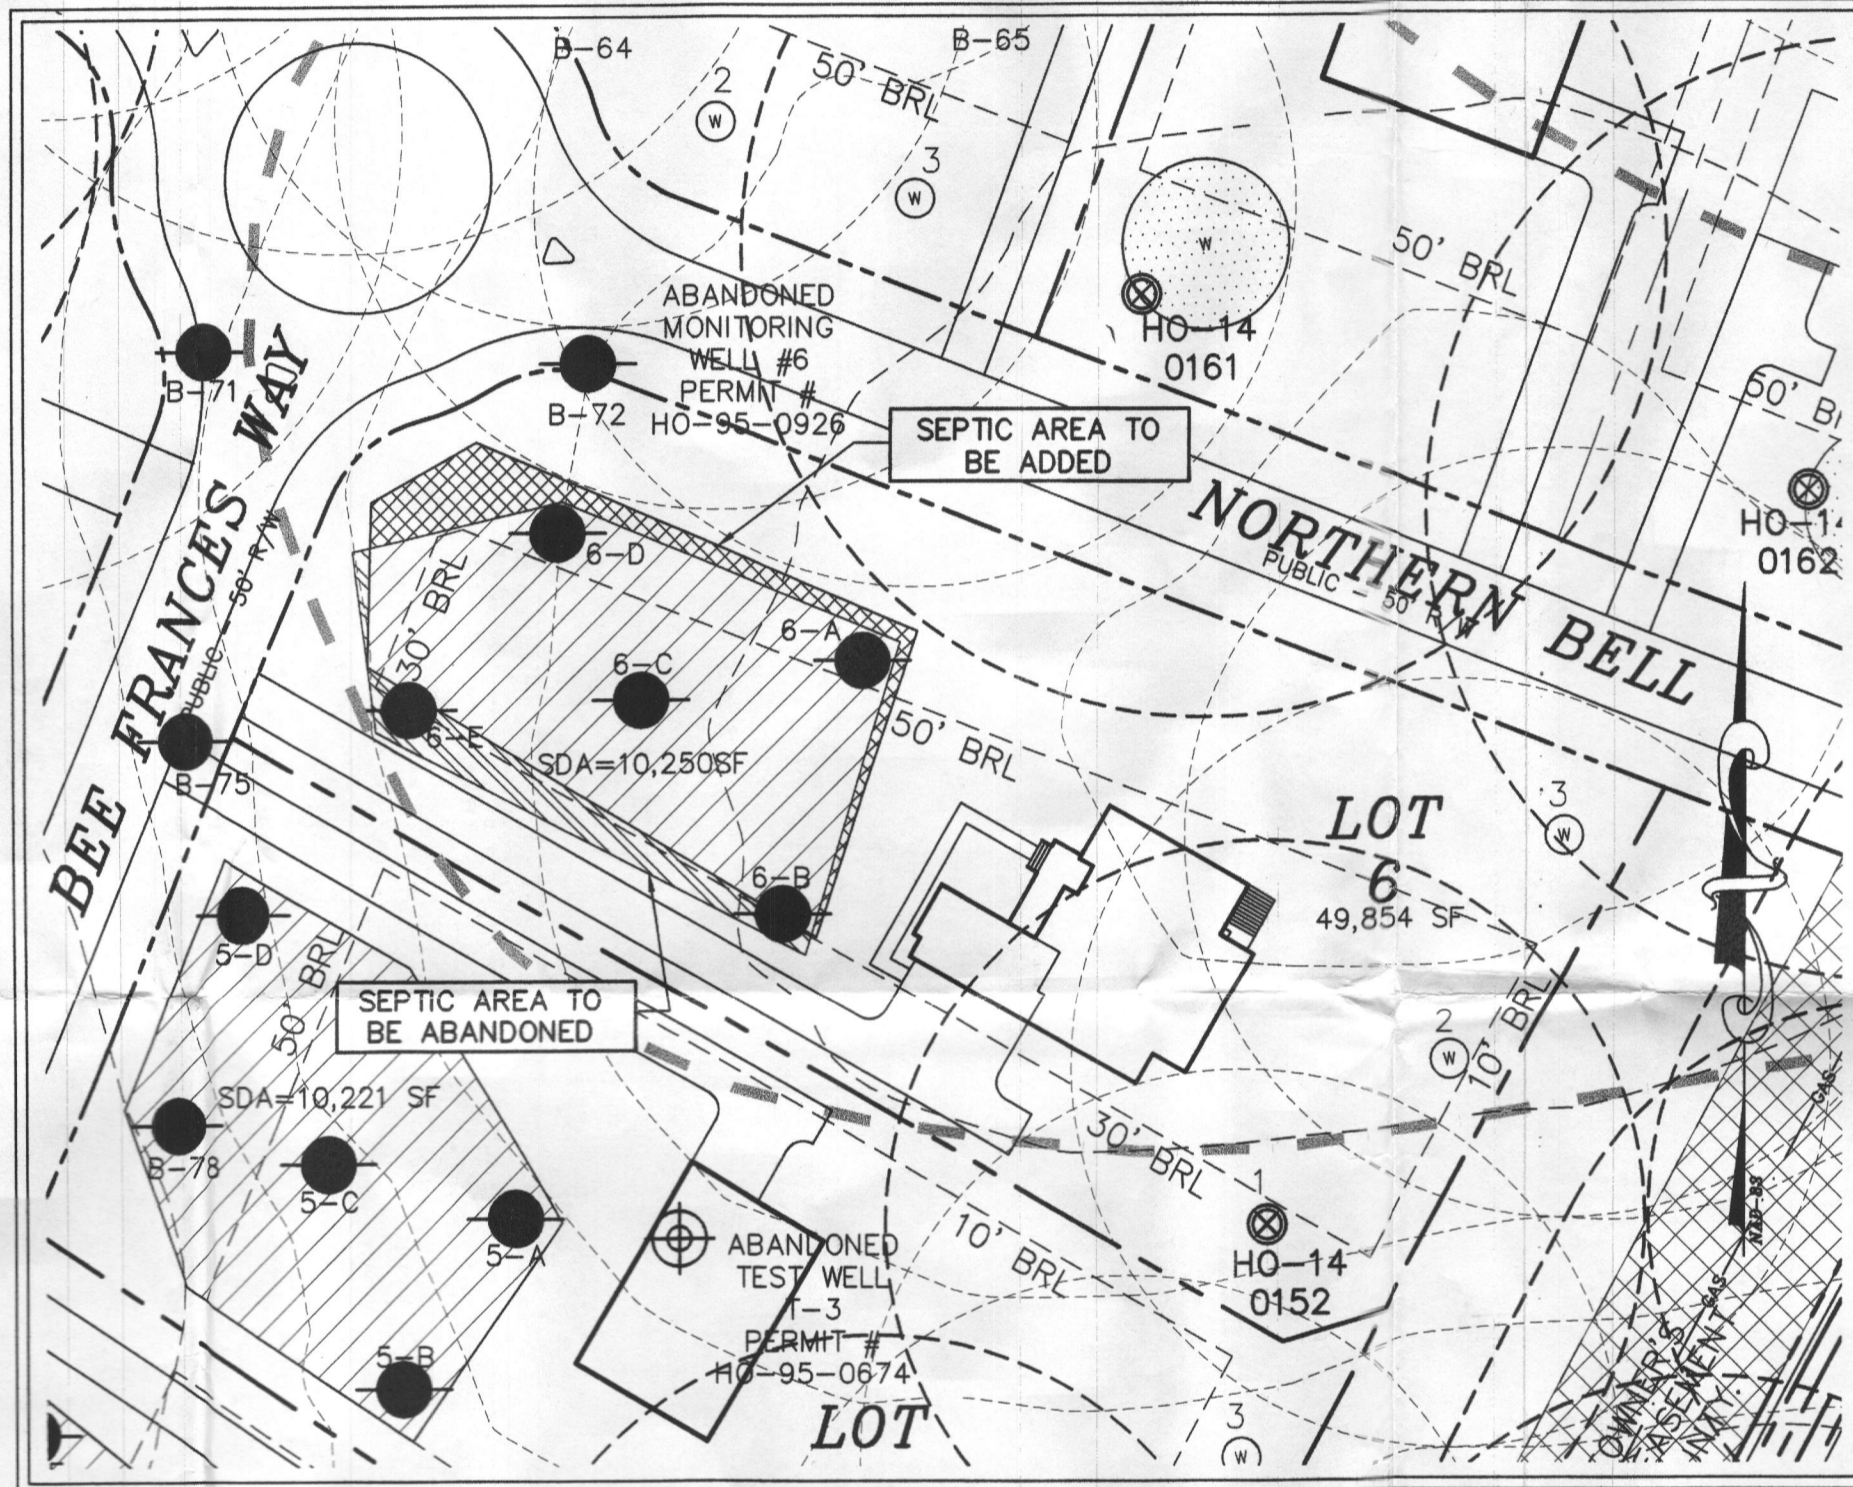 B-64
B-65
2
W
50' BRL
3
W
W
HO-14
0161
50' BRL
50' 
HO-1
0162
B-71
B-72
ABANDONED
MONITORING
WELL #6
PERMIT #
HO-95-0926
SEPTIC AREA TO
BE ADDED
BEE FRANCES WAY
PUBLIC - 50' R/W
NORTHERN BELL
PUBLIC - 50' R/W
6-D
30' BRL
6-A
6-C
6-E
SDA=10,250SF
50' BRL
6-B
B-75
LOT
6
49,854 SF
3
W
5-D
50' BRL
SEPTIC AREA TO
BE ABANDONED
2
W
10' BRL
SDA=10,221 SF
B-78
5-C
5-A
5-B
30' BRL
1
HO-14
0152
10' BRL
ABANDONED
TEST WELL
T-3
PERMIT #
HO-95-0674
LOT
3
W
NAD-83
GAS
GAS
OWNER'S